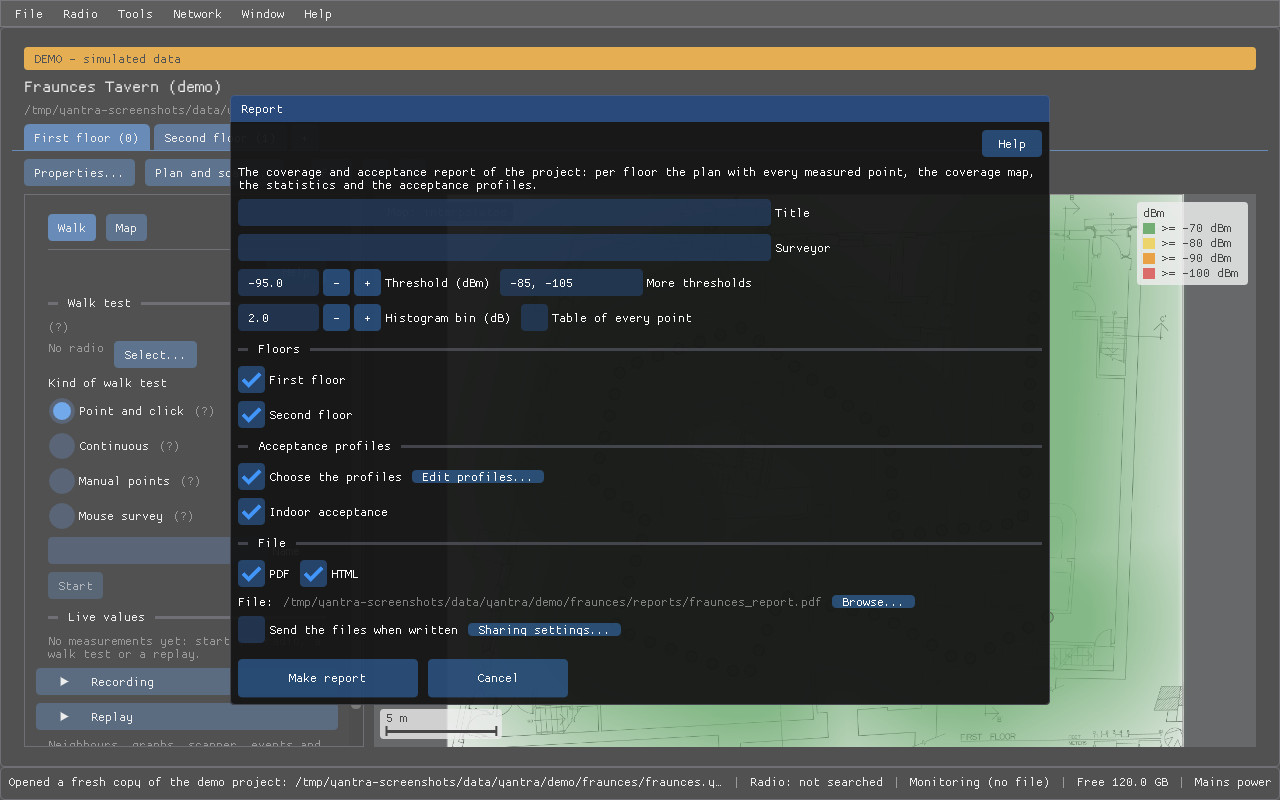 File Radio Tools Network Window Help
DEMO - simulated data
Fraunces Tavern (demo)
/tmp/yantra-screenshots/data/
Report
First floor (0) Second flo
Help
Properties... Plan and sc
The coverage and acceptance report of the project: per floor the plan with every measured point, the coverage map,
the statistics and the acceptance profiles.
Title
Surveyor
-95.0 - + Threshold (dBm) -85, -105 More thresholds
2.0 - + Histogram bin (dB) Table of every point
Floors
First floor
Second floor
Acceptance profiles
Choose the profiles Edit profiles...
Indoor acceptance
File
PDF HTML
File: /tmp/yantra-screenshots/data/yantra/demo/fraunces/reports/fraunces_report.pdf Browse...
Send the files when written Sharing settings...
Make report Cancel
Walk Map
Walk test
(?)
No radio Select...
Kind of walk test
Point and click (?)
Continuous (?)
Manual points (?)
Mouse survey (?)
Start
Live values
No measurements yet: start
walk test or a replay.
Recording
Replay
Neighbours, graphs, scanner, events and
dBm
>= -70 dBm
>= -80 dBm
>= -90 dBm
>= -100 dBm
5 m
FIRST FLOOR
Opened a fresh copy of the demo project: /tmp/yantra-screenshots/data/yantra/demo/fraunces/fraunces.y… | Radio: not searched | Monitoring (no file) | Free 120.0 GB | Mains power